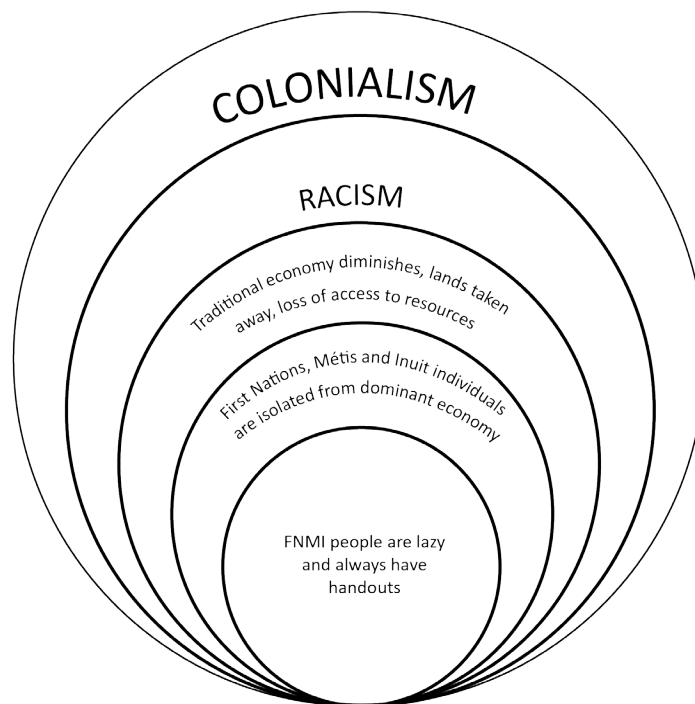 COLONIALISM
RACISM
Traditional economy diminishes, lands taken
away, loss of access to resources
First Nations, Métis and Inuit individuals
are isolated from dominant economy
FNMI people are lazy
and always have
handouts